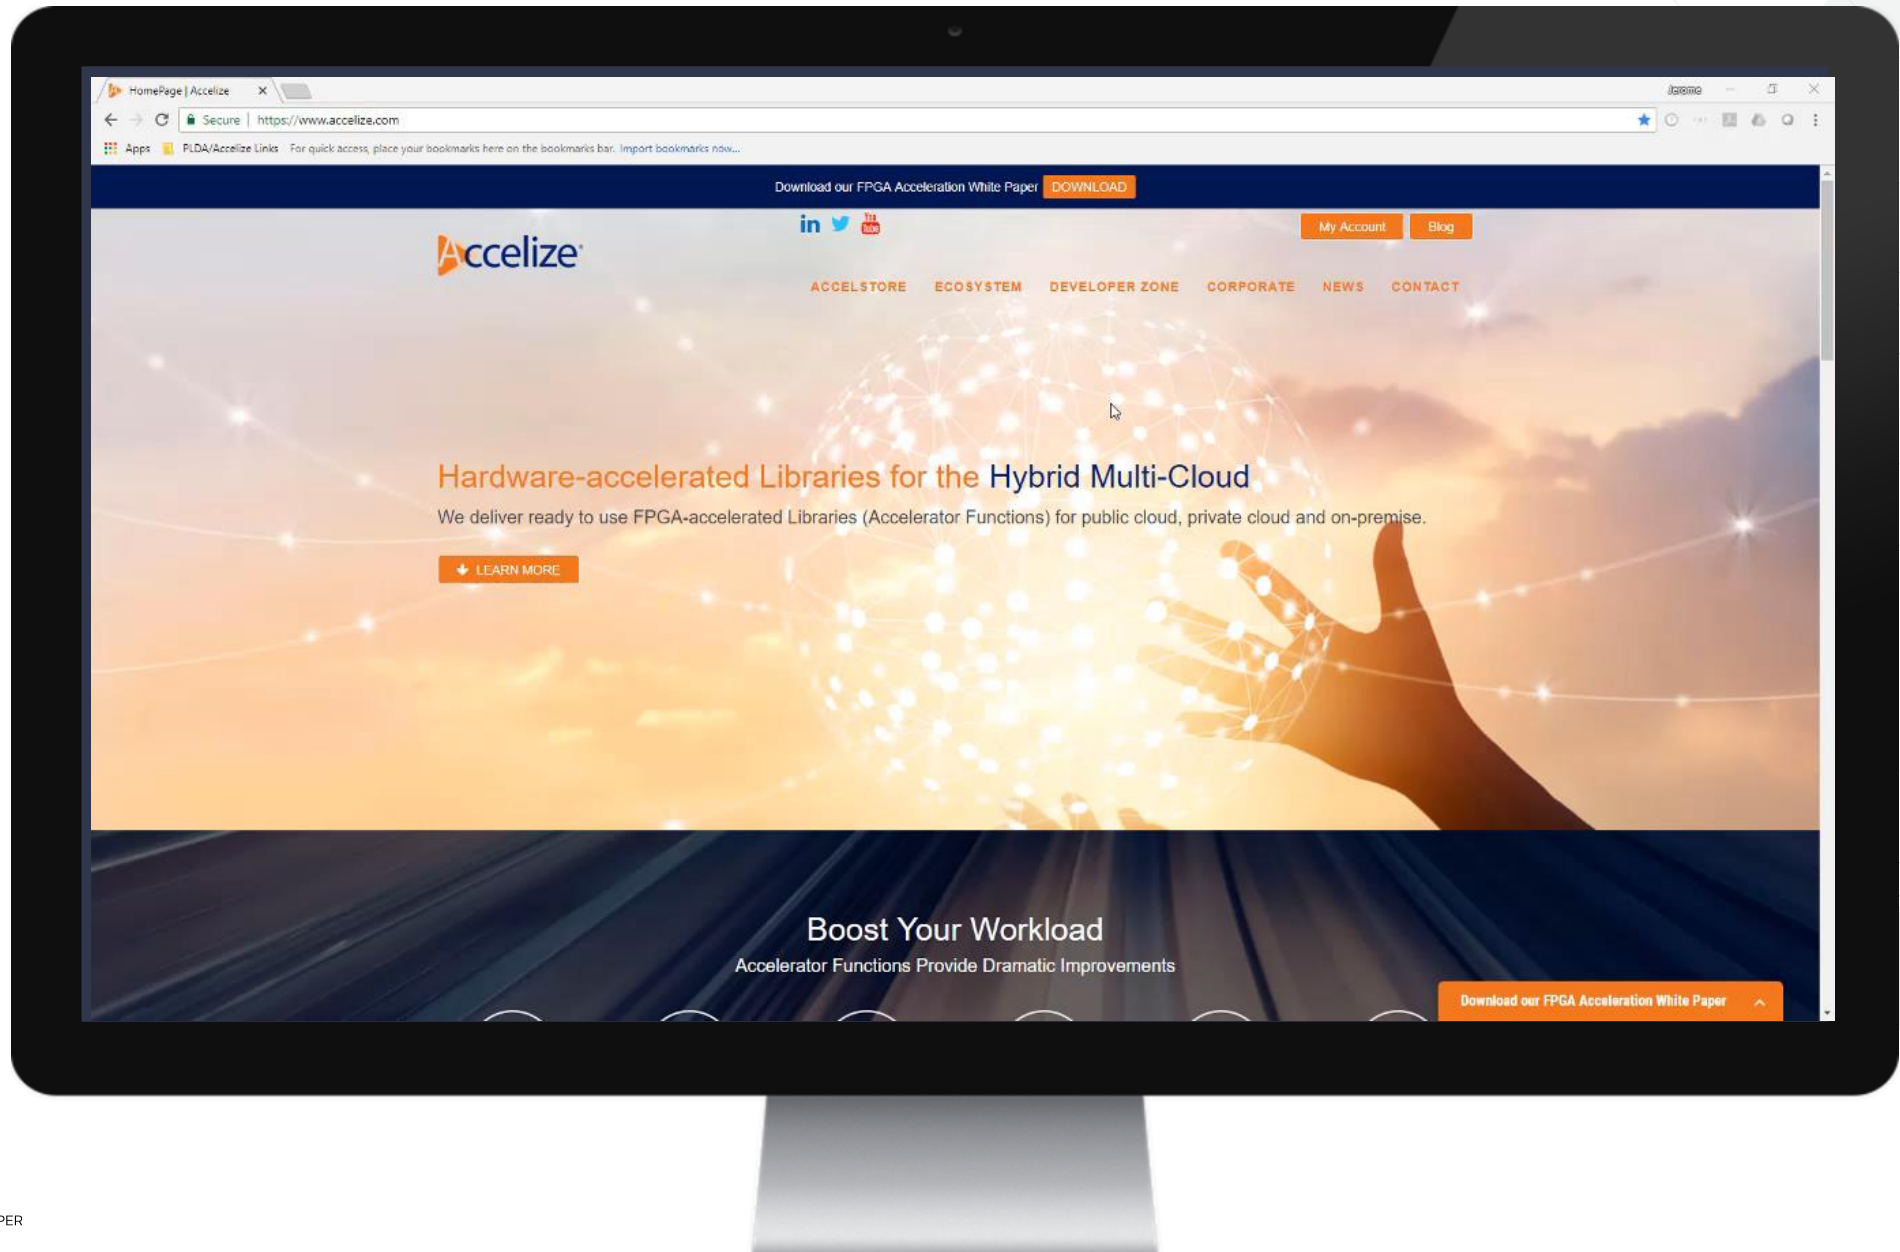 HomePage | Accelize
Jerome
Secure | https://www.accelize.com
Apps PLDA/Accelize Links For quick access, place your bookmarks here on the bookmarks bar. Import bookmarks now...
Download our FPGA Acceleration White Paper DOWNLOAD
in You Tube My Account Blog
Accelize
ACCELSTORE ECOSYSTEM DEVELOPER ZONE CORPORATE NEWS CONTACT
Hardware-accelerated Libraries for the Hybrid Multi-Cloud
We deliver ready to use FPGA-accelerated Libraries (Accelerator Functions) for public cloud, private cloud and on-premise.
LEARN MORE
Boost Your Workload
Accelerator Functions Provide Dramatic Improvements
Download our FPGA Acceleration White Paper
PER